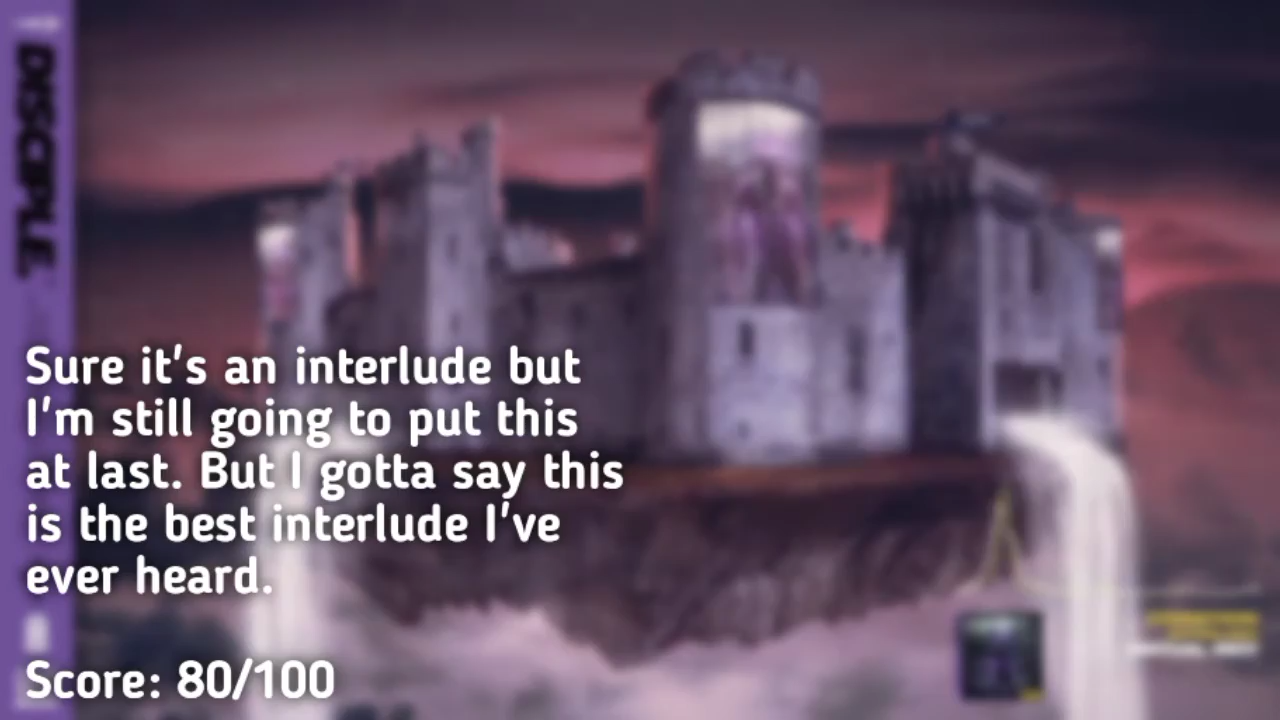 DISCIPLE
Sure it's an interlude but
I'm still going to put this
at last. But I gotta say this
is the best interlude I've
ever heard.
Score: 80/100